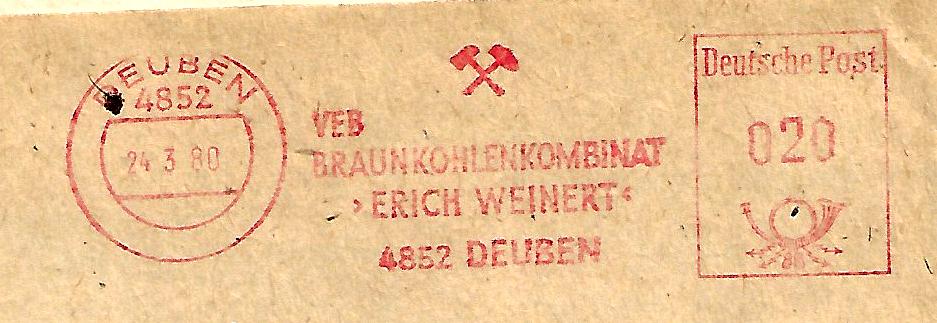 DEUBEN
4852
24.3.80
VEB
BRAUNKOHLENKOMBINAT
›ERICH WEINERT‹
4852 DEUBEN
Deutsche Post
020